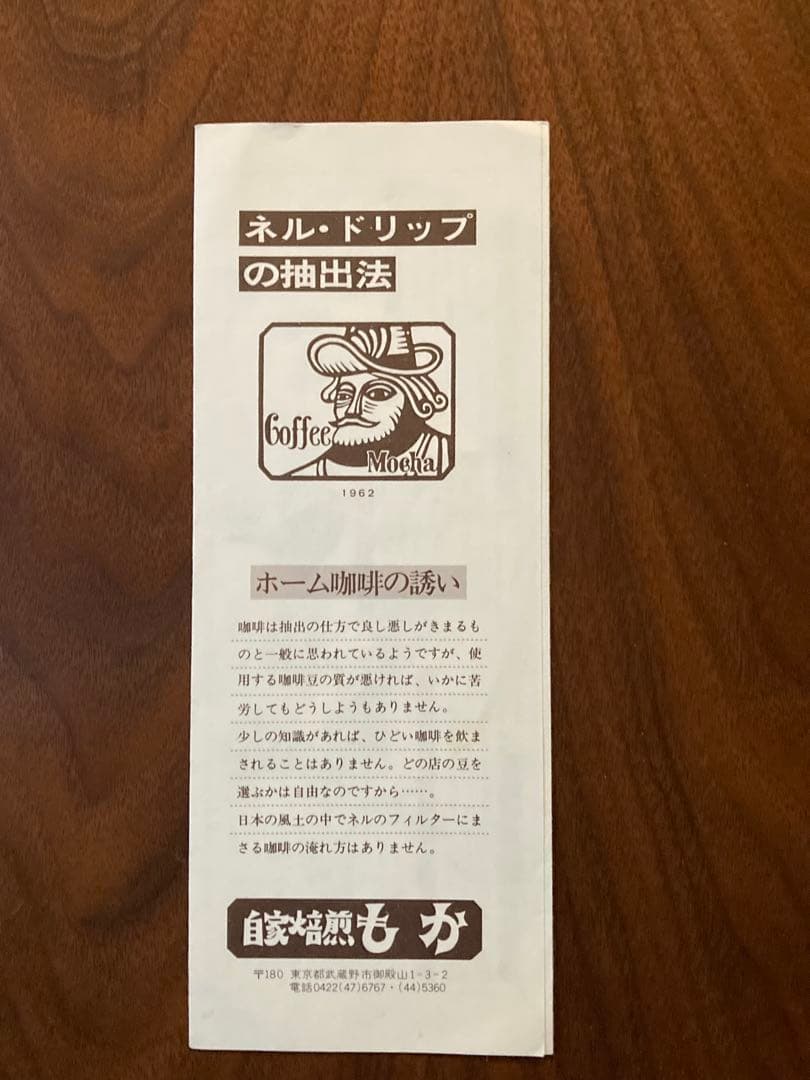 ネル・ドリップ
の抽出法
Coffee
Mocha
1962
ホーム咖啡の誘い
咖啡は抽出の仕方で良し悪しがきまるも
のと一般に思われているようですが、使
用する咖啡豆の質が悪ければ、いかに苦
労してもどうしようもありません。
少しの知識があれば、ひどい咖啡を飲ま
されることはありません。どの店の豆を
選ぶかは自由なのですから……。
日本の風土の中でネルのフィルターにま
さる咖啡の淹れ方はありません。
自家焙煎もか
〒180 東京都武蔵野市御殿山1-3-2
電話0422(47)6767・(44)5360